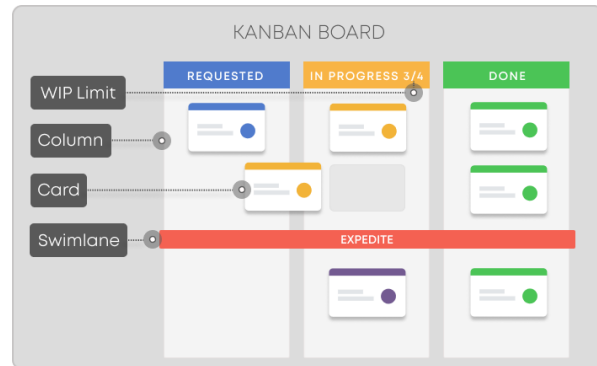 KANBAN BOARD
REQUESTED
IN PROGRESS 3/4
DONE
WIP Limit
Column
Card
Swimlane
EXPEDITE